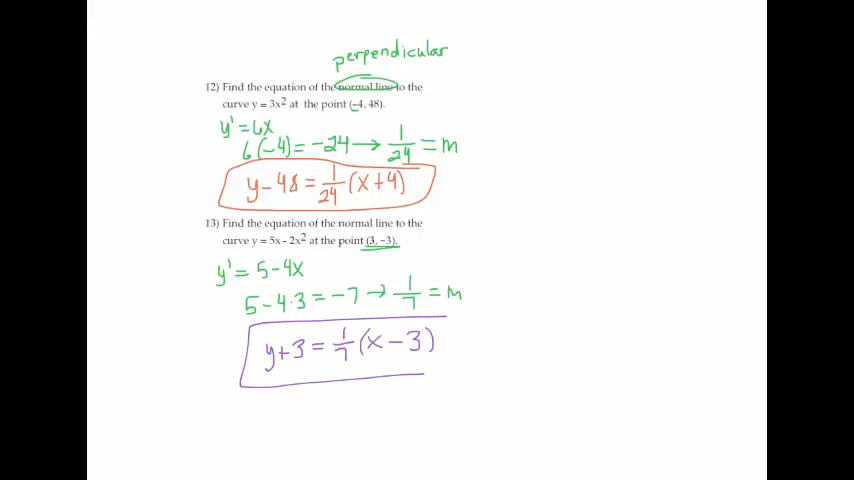 perpendicular
12) Find the equation of the normal line to the
curve y = 3x² at the point (-4, 48).
y' = 6x
6(-4) = -24 → 1/24 = m
y - 48 = 1/24 (x + 4)
13) Find the equation of the normal line to the
curve y = 5x - 2x² at the point (3, -3).
y' = 5 - 4x
5 - 4·3 = -7 → 1/7 = m
y + 3 = 1/7 (x - 3)